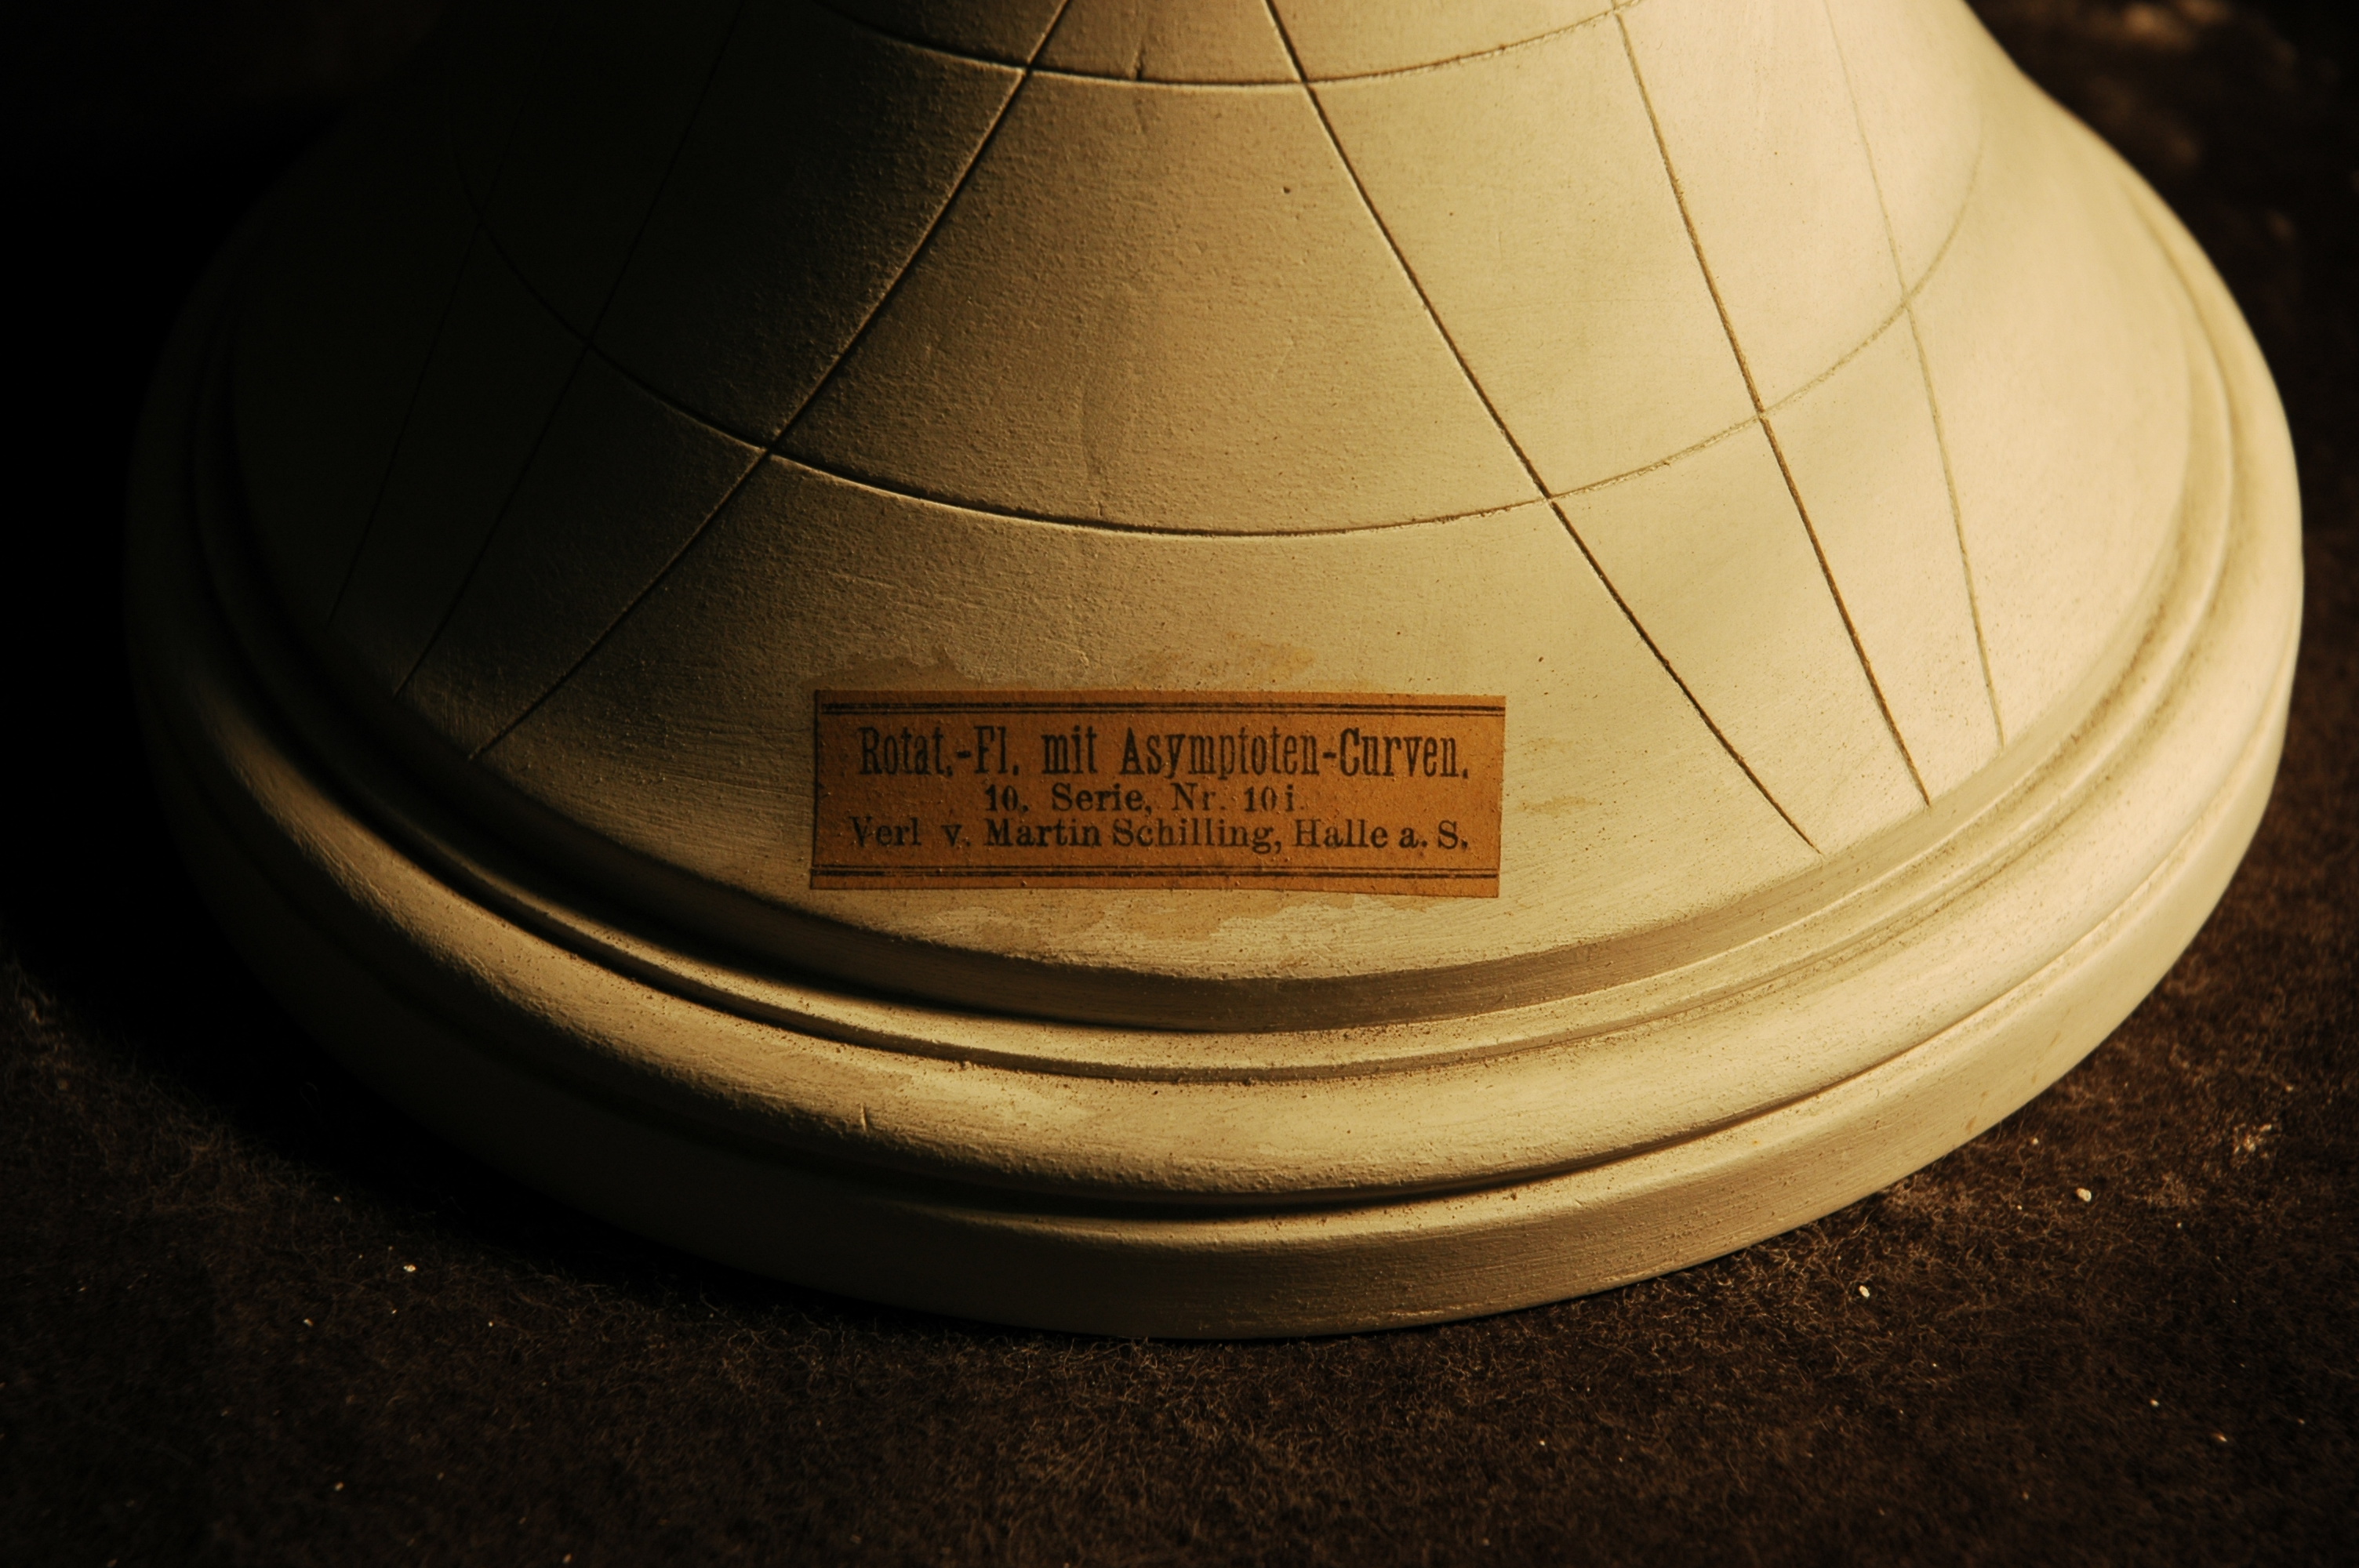 Rotat.-Fl. mit Asymptoten-Curven.
10. Serie, Nr. 10 i.
Verl v. Martin Schilling, Halle a. S.